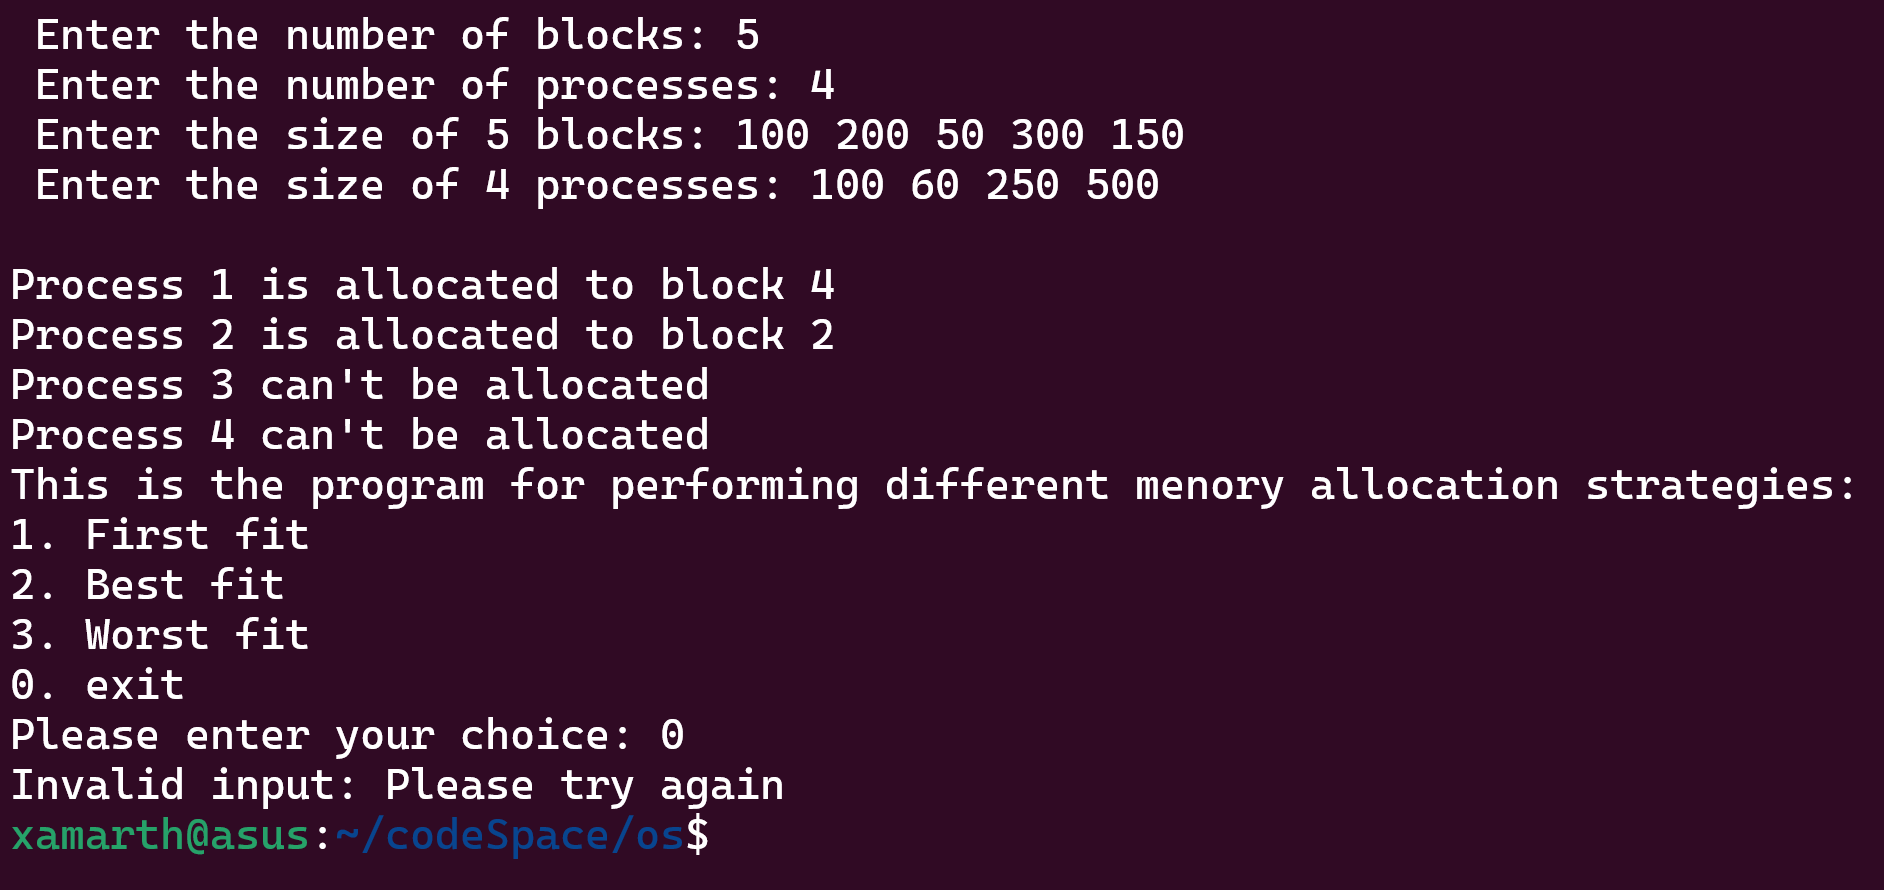 Enter the number of blocks: 5
Enter the number of processes: 4
Enter the size of 5 blocks: 100 200 50 300 150
Enter the size of 4 processes: 100 60 250 500
Process 1 is allocated to block 4
Process 2 is allocated to block 2
Process 3 can't be allocated
Process 4 can't be allocated
This is the program for performing different menory allocation strategies:
1. First fit
2. Best fit
3. Worst fit
0. exit
Please enter your choice: 0
Invalid input: Please try again
xamarth@asus:~/codeSpace/os$